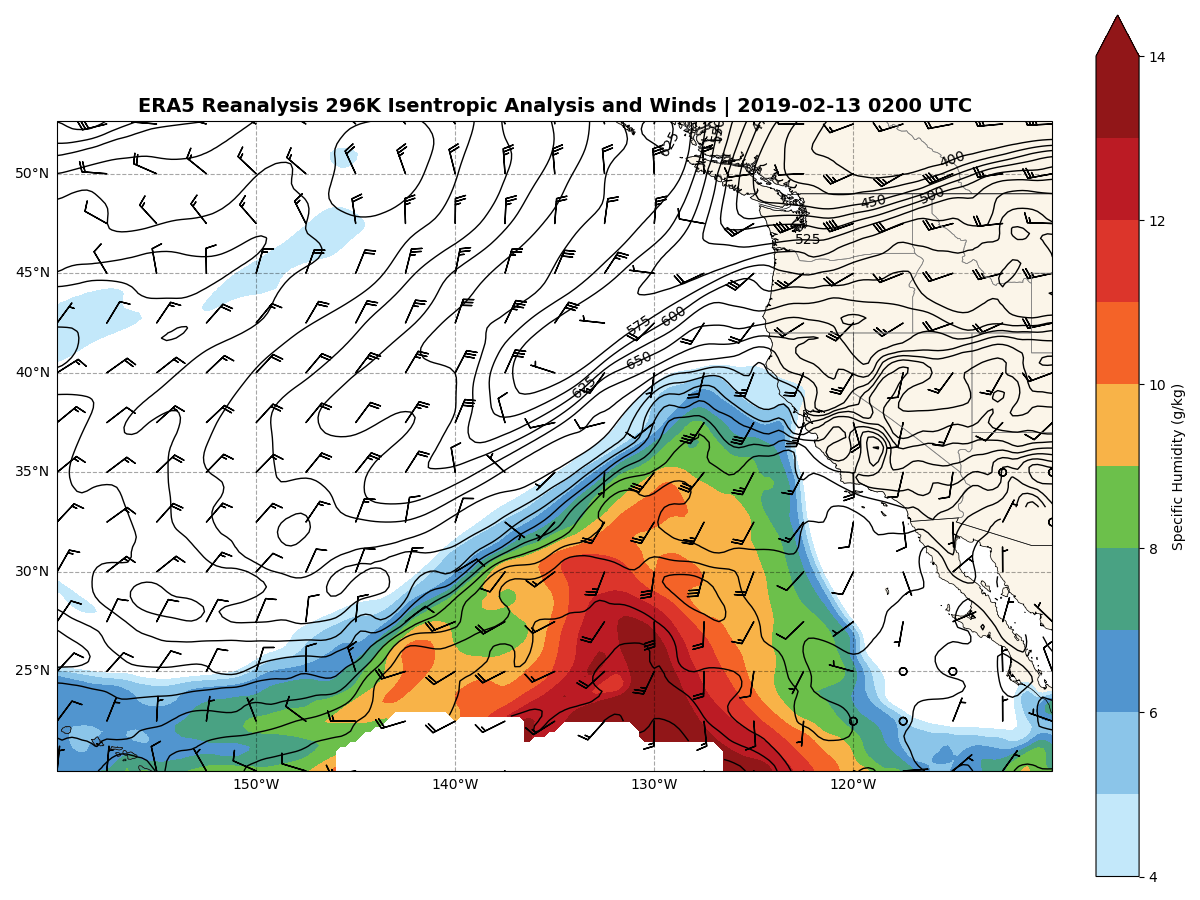 ERA5 Reanalysis 296K Isentropic Analysis and Winds | 2019-02-13 0200 UTC
14
12
10
8
6
4
Specific Humidity (g/kg)
50°N
45°N
40°N
35°N
30°N
25°N
150°W
140°W
130°W
120°W
625
400
450
500
525
575
600
650
625